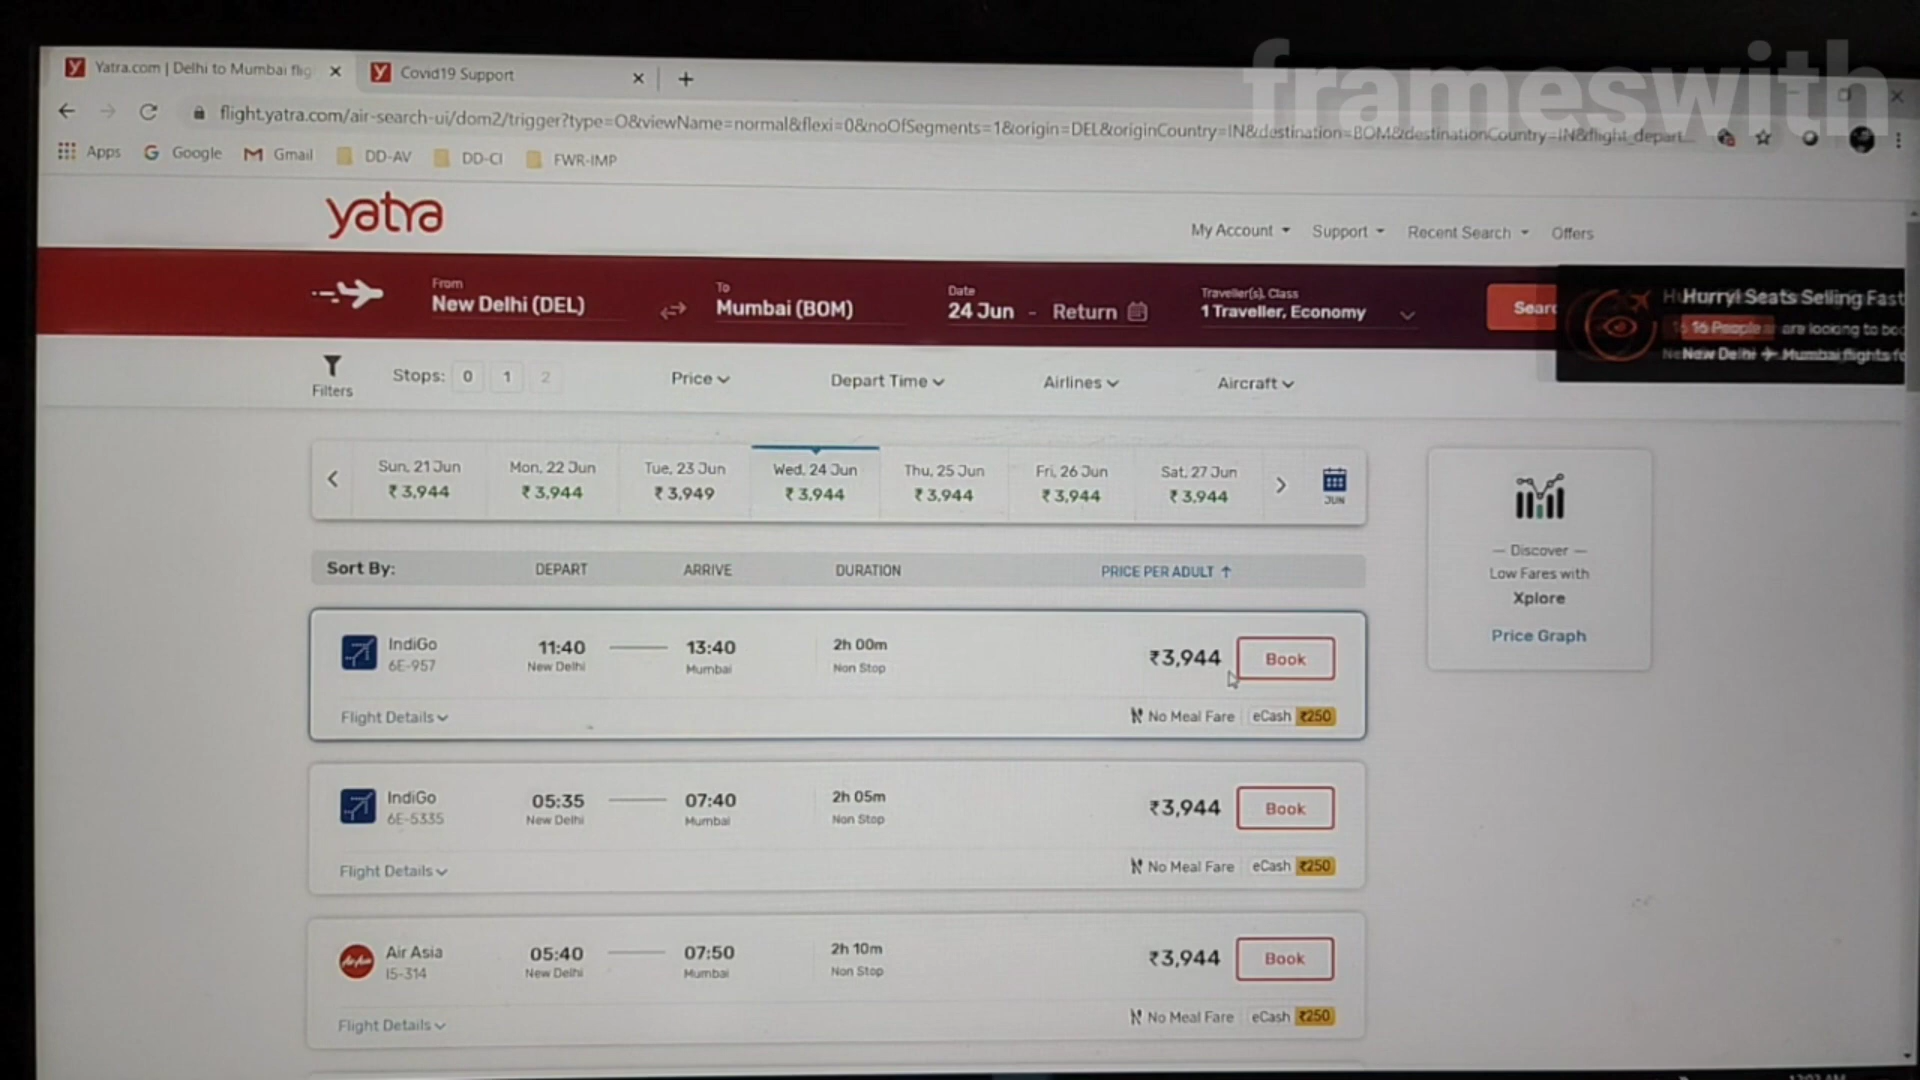 frameswith
Yatra.com | Delhi to Mumbai flig
Covid19 Support
flight.yatra.com/air-search-ui/dom2/trigger?type=O&viewName=normal&flexi=0&noOfSegments=1&origin=DEL&originCountry=IN&destination=BOM&destinationCountry=IN&flight_depart...
Apps Google Gmail DD-AV DD-CI FWR-IMP
yatra
My Account Support Recent Search Offers
From
New Delhi (DEL)
To
Mumbai (BOM)
Date
24 Jun - Return
Traveller(s), Class
1 Traveller, Economy
Hurry! Seats Selling Fast
16 People are looking to
New Delhi Mumbai flights
Filters
Stops: 0 1 2
Price Depart Time Airlines Aircraft
Sun, 21 Jun
₹ 3,944
Mon, 22 Jun
₹ 3,944
Tue, 23 Jun
₹ 3,949
Wed, 24 Jun
₹ 3,944
Thu, 25 Jun
₹ 3,944
Fri, 26 Jun
₹ 3,944
Sat, 27 Jun
₹ 3,944
JUN
Sort By: DEPART ARRIVE DURATION PRICE PER ADULT ↑
IndiGo 11:40 13:40 2h 00m ₹3,944 Book
6E-957 New Delhi Mumbai Non Stop
Flight Details No Meal Fare eCash ₹250
IndiGo 05:35 07:40 2h 05m ₹3,944 Book
6E-5335 New Delhi Mumbai Non Stop
Flight Details No Meal Fare eCash ₹250
Air Asia 05:40 07:50 2h 10m ₹3,944 Book
I5-314 New Delhi Mumbai Non Stop
Flight Details No Meal Fare eCash ₹250
— Discover —
Low Fares with
Xplore
Price Graph